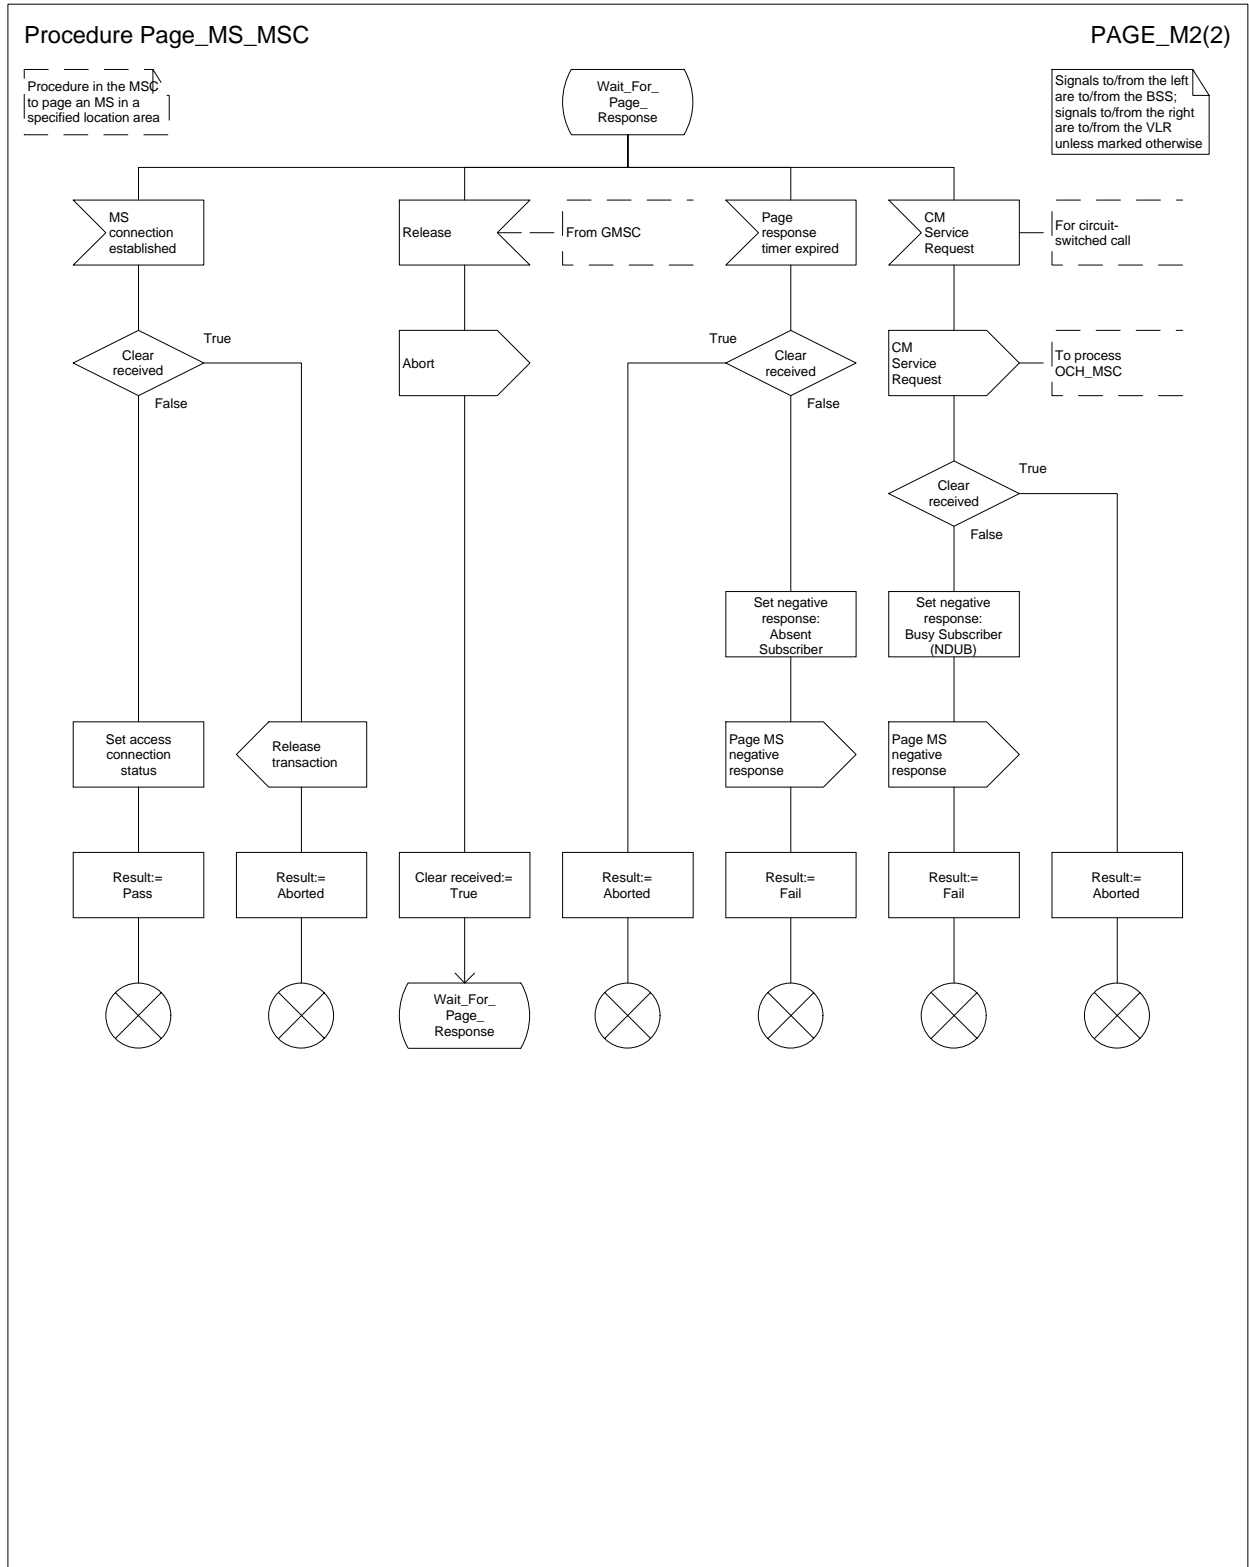 Procedure Page_MS_MSC
PAGE_M2(2)
Procedure in the MSC
to page an MS in a
specified location area
Wait_For_
Page_
Response
Signals to/from the left
are to/from the BSS;
signals to/from the right
are to/from the VLR
unless marked otherwise
MS
connection
established
Release
From GMSC
Page
response
timer expired
CM
Service
Request
For circuit-
switched call
Clear
received
True
False
Abort
True
Clear
received
False
CM
Service
Request
To process
OCH_MSC
Clear
received
True
False
Set negative
response:
Absent
Subscriber
Set negative
response:
Busy Subscriber
(NDUB)
Set access
connection
status
Release
transaction
Page MS
negative
response
Page MS
negative
response
Result:=
Pass
Result:=
Aborted
Clear received:=
True
Result:=
Aborted
Result:=
Fail
Result:=
Fail
Result:=
Aborted
Wait_For_
Page_
Response